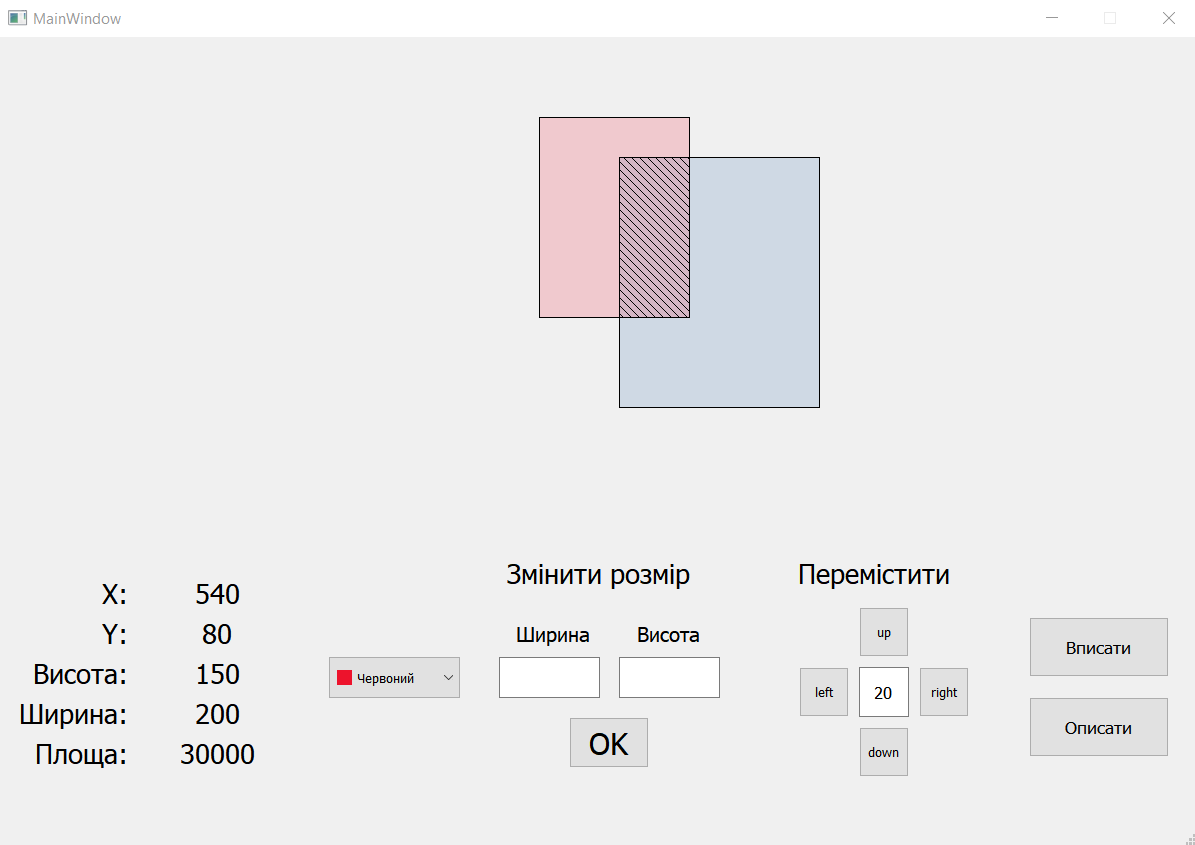 MainWindow
X: 540
Y: 80
Висота: 150
Ширина: 200
Площа: 30000
Червоний
Змінити розмір
Ширина Висота
OK
Перемістити
up
left 20 right
down
Вписати
Описати